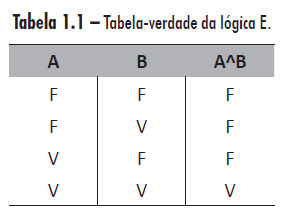 Tabela 1.1 – Tabela-verdade da lógica E.
A B A^B
F F F
F V F
V F F
V V V